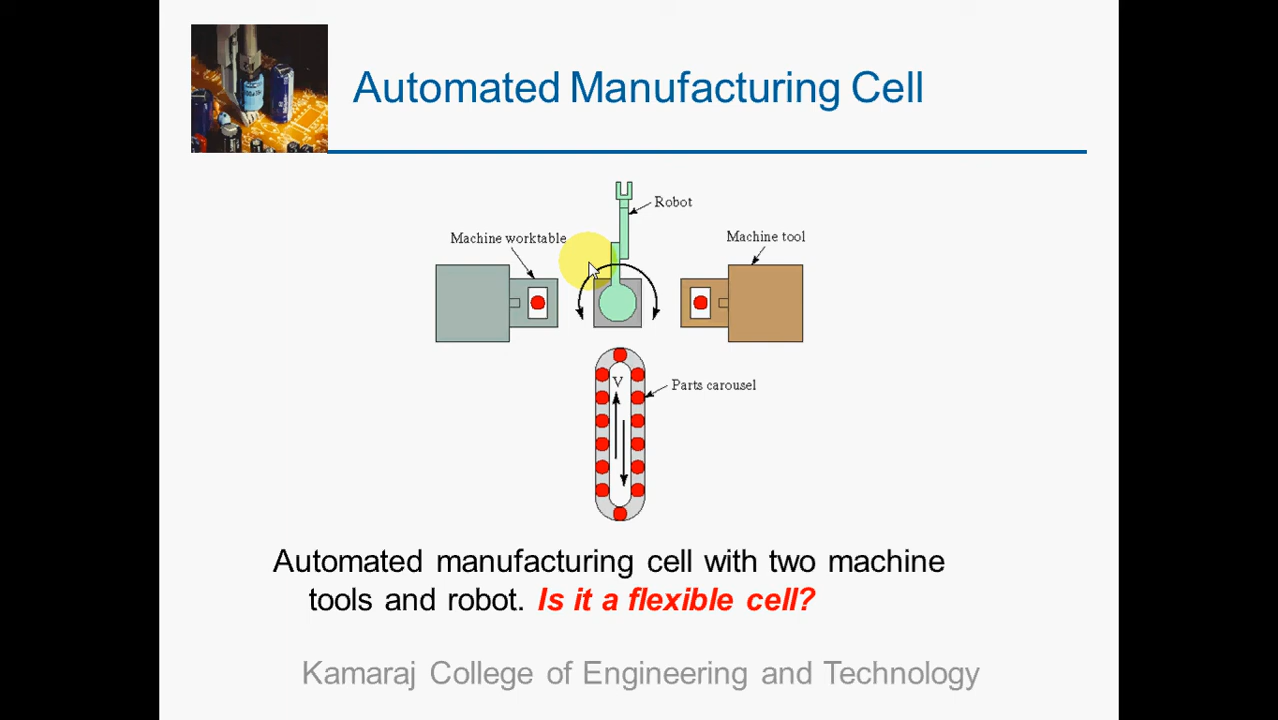 Automated Manufacturing Cell
Robot
Machine worktable
Machine tool
V
Parts carousel
Automated manufacturing cell with two machine
tools and robot. Is it a flexible cell?
Kamaraj College of Engineering and Technology